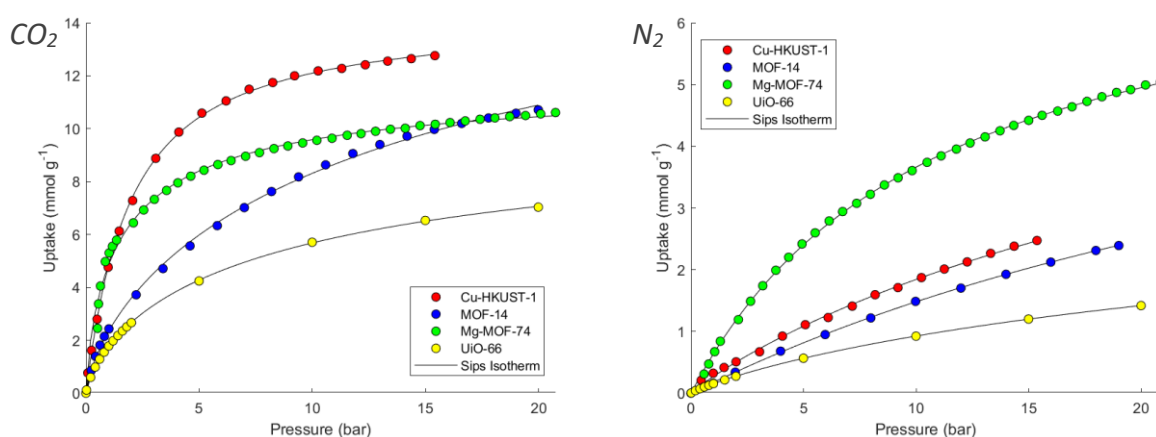 CO2
14
12
10
8
6
4
2
0
Uptake (mmol g-1)
0
5
10
15
20
Pressure (bar)
Cu-HKUST-1
MOF-14
Mg-MOF-74
UiO-66
Sips Isotherm
N2
6
5
4
3
2
1
0
Uptake (mmol g-1)
0
5
10
15
20
Pressure (bar)
Cu-HKUST-1
MOF-14
Mg-MOF-74
UiO-66
Sips Isotherm